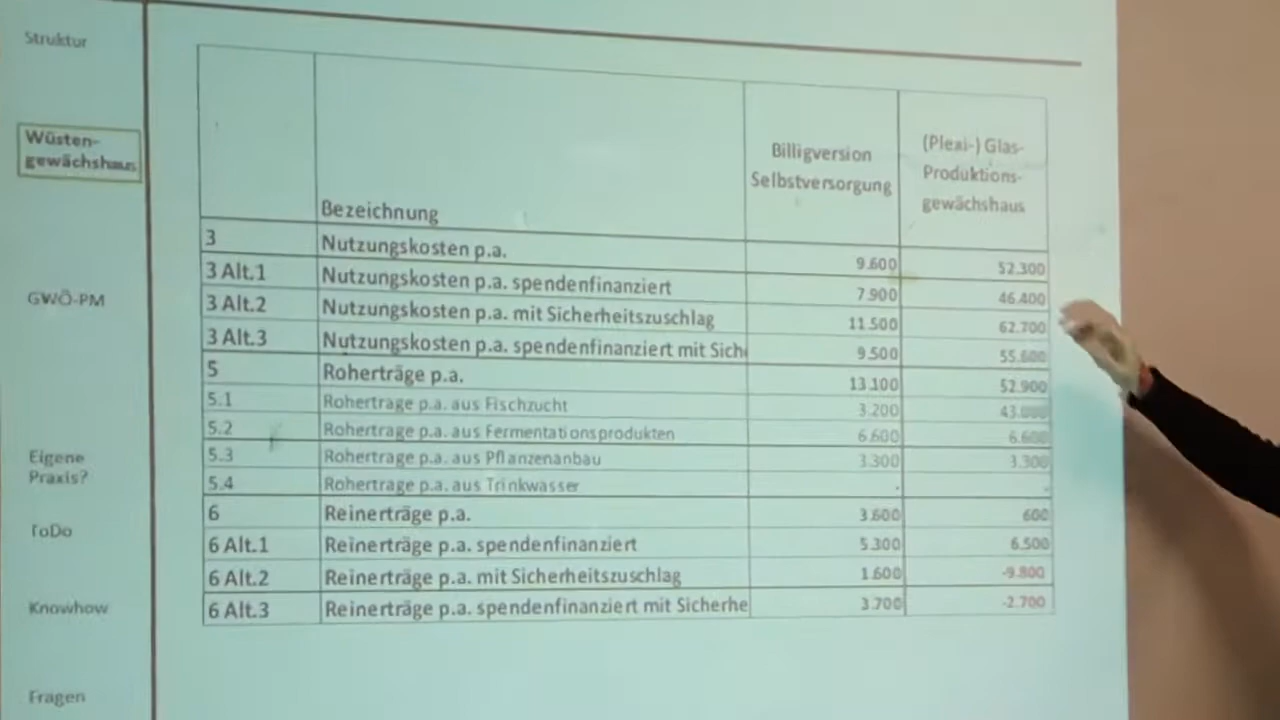 Struktur
Wüsten-
gewächshaus
GWÖ-PM
Eigene
Praxis?
ToDo
Knowhow
Fragen
Bezeichnung
Billigversion
Selbstversorgung
(Plexi-) Glas-
Produktions-
gewächshaus
3 Nutzungskosten p.a. 9.600 52.300
3 Alt.1 Nutzungskosten p.a. spendenfinanziert 7.900 46.400
3 Alt.2 Nutzungskosten p.a. mit Sicherheitszuschlag 11.500 62.700
3 Alt.3 Nutzungskosten p.a. spendenfinanziert mit Sich 9.500 55.600
5 Roherträge p.a. 13.100 52.900
5.1 Rohertrage p.a. aus Fischzucht 3.200 43.000
5.2 Rohertrage p.a. aus Fermentationsprodukten 6.600 6.600
5.3 Rohertrage p.a. aus Pflanzenanbau 3.300 3.300
5.4 Rohertrage p.a. aus Trinkwasser - -
6 Reinerträge p.a. 3.600 600
6 Alt.1 Reinerträge p.a. spendenfinanziert 5.300 6.500
6 Alt.2 Reinerträge p.a. mit Sicherheitszuschlag 1.600 -9.800
6 Alt.3 Reinerträge p.a. spendenfinanziert mit Sicherhe 3.700 -2.700